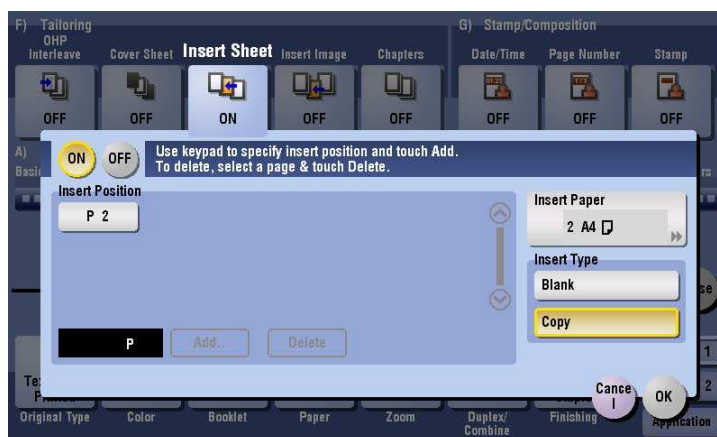 F) Tailoring
G) Stamp/Composition
OHP
Interleave
Cover Sheet
Insert Sheet
Insert Image
Chapters
Date/Time
Page Number
Stamp
OFF
OFF
ON
OFF
OFF
OFF
OFF
OFF
A)
ON
OFF
Use keypad to specify insert position and touch Add.
To delete, select a page & touch Delete.
Insert Position
P 2
Insert Paper
2 A4
Insert Type
Blank
Copy
P
Add..
Delete
Cance
l
OK
1
2
Original Type
Color
Booklet
Paper
Zoom
Duplex/
Combine
Finishing
Application